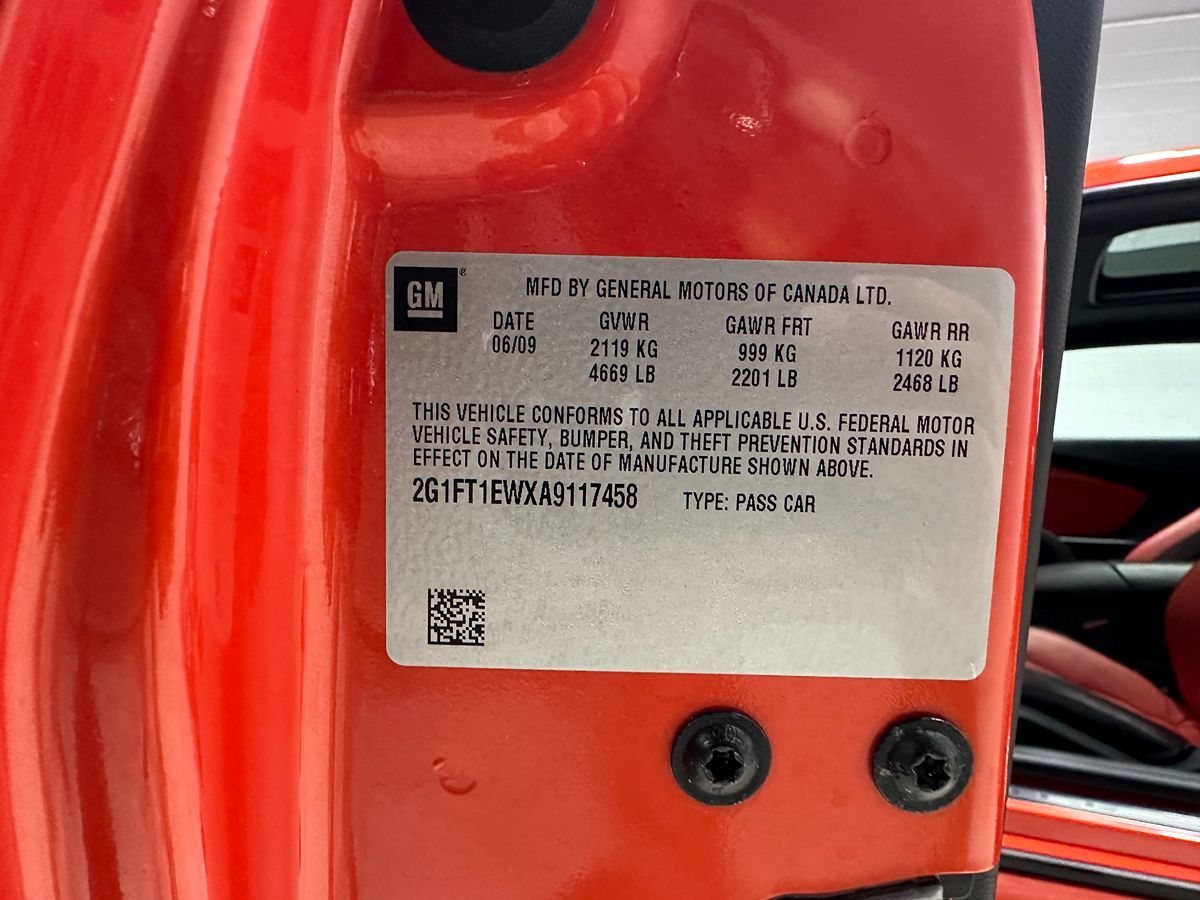 GM®
MFD BY GENERAL MOTORS OF CANADA LTD.
DATE GVWR GAWR FRT GAWR RR
06/09 2119 KG 999 KG 1120 KG
4669 LB 2201 LB 2468 LB
THIS VEHICLE CONFORMS TO ALL APPLICABLE U.S. FEDERAL MOTOR
VEHICLE SAFETY, BUMPER, AND THEFT PREVENTION STANDARDS IN
EFFECT ON THE DATE OF MANUFACTURE SHOWN ABOVE.
2G1FT1EWXA9117458 TYPE: PASS CAR